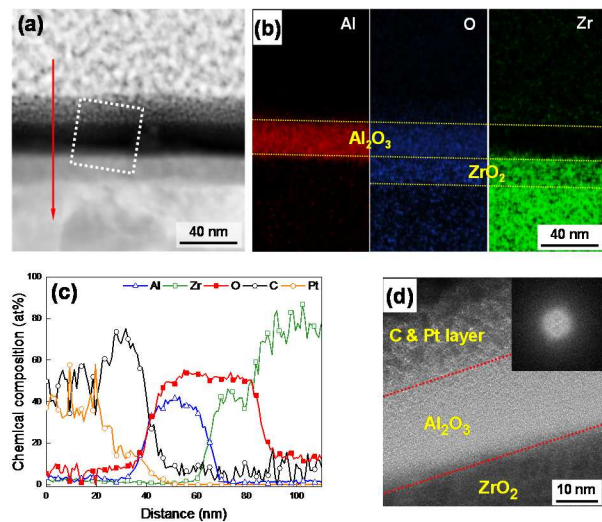 (a)
40 nm
(b)
Al
O
Zr
Al₂O₃
ZrO₂
40 nm
(c)
Al Zr O C Pt
Chemical composition (at%)
100
80
60
40
20
0
0 20 40 60 80 100
Distance (nm)
(d)
C & Pt layer
Al₂O₃
ZrO₂
10 nm